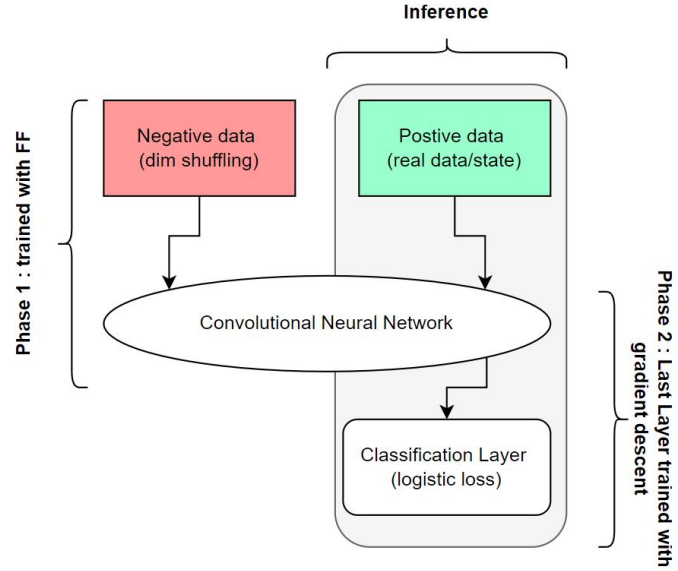 Inference
Negative data
(dim shuffling)
Postive data
(real data/state)
Phase 1 : trained with FF
Convolutional Neural Network
Phase 2 : Last Layer trained with
gradient descent
Classification Layer
(logistic loss)